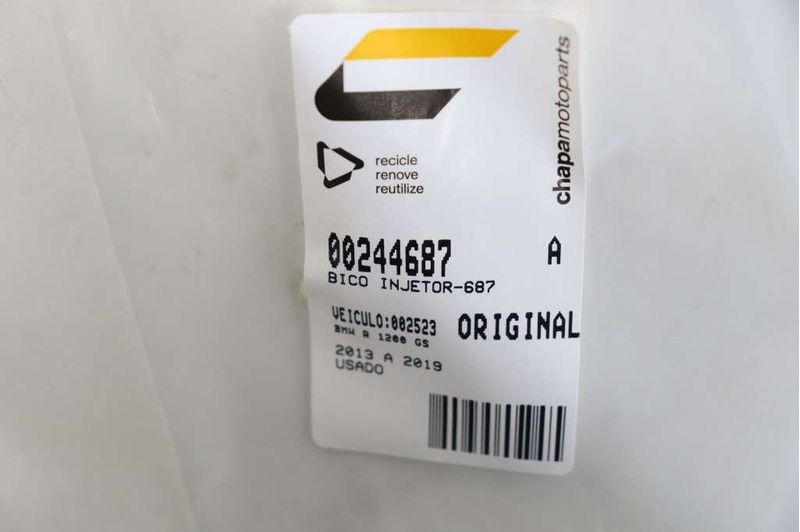 chapamotoparts
recicle
renove
reutilize
00244687 A
BICO INJETOR-687
VEICULO:002523 ORIGINAL
BMW R 1200 GS
2013 A 2019
USADO